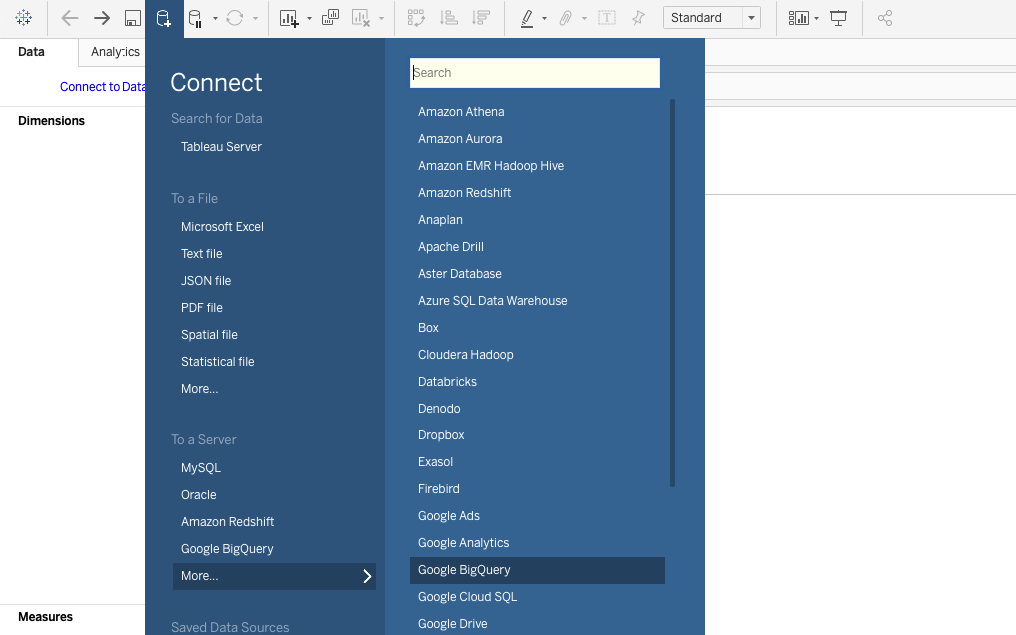 Standard
Data
Analytics
Connect to Data
Dimensions
Measures
Connect
Search for Data
Tableau Server
To a File
Microsoft Excel
Text file
JSON file
PDF file
Spatial file
Statistical file
More...
To a Server
MySQL
Oracle
Amazon Redshift
Google BigQuery
More...
Saved Data Sources
Search
Amazon Athena
Amazon Aurora
Amazon EMR Hadoop Hive
Amazon Redshift
Anaplan
Apache Drill
Aster Database
Azure SQL Data Warehouse
Box
Cloudera Hadoop
Databricks
Denodo
Dropbox
Exasol
Firebird
Google Ads
Google Analytics
Google BigQuery
Google Cloud SQL
Google Drive